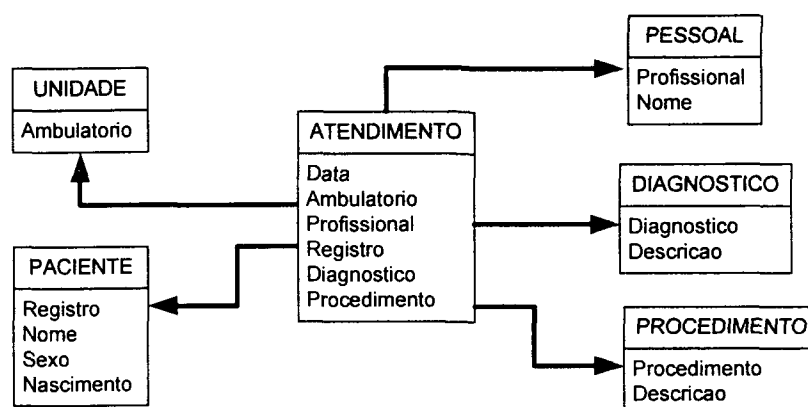 UNIDADE
Ambulatorio
PACIENTE
Registro
Nome
Sexo
Nascimento
ATENDIMENTO
Data
Ambulatorio
Profissional
Registro
Diagnostico
Procedimento
PESSOAL
Profissional
Nome
DIAGNOSTICO
Diagnostico
Descricao
PROCEDIMENTO
Procedimento
Descricao